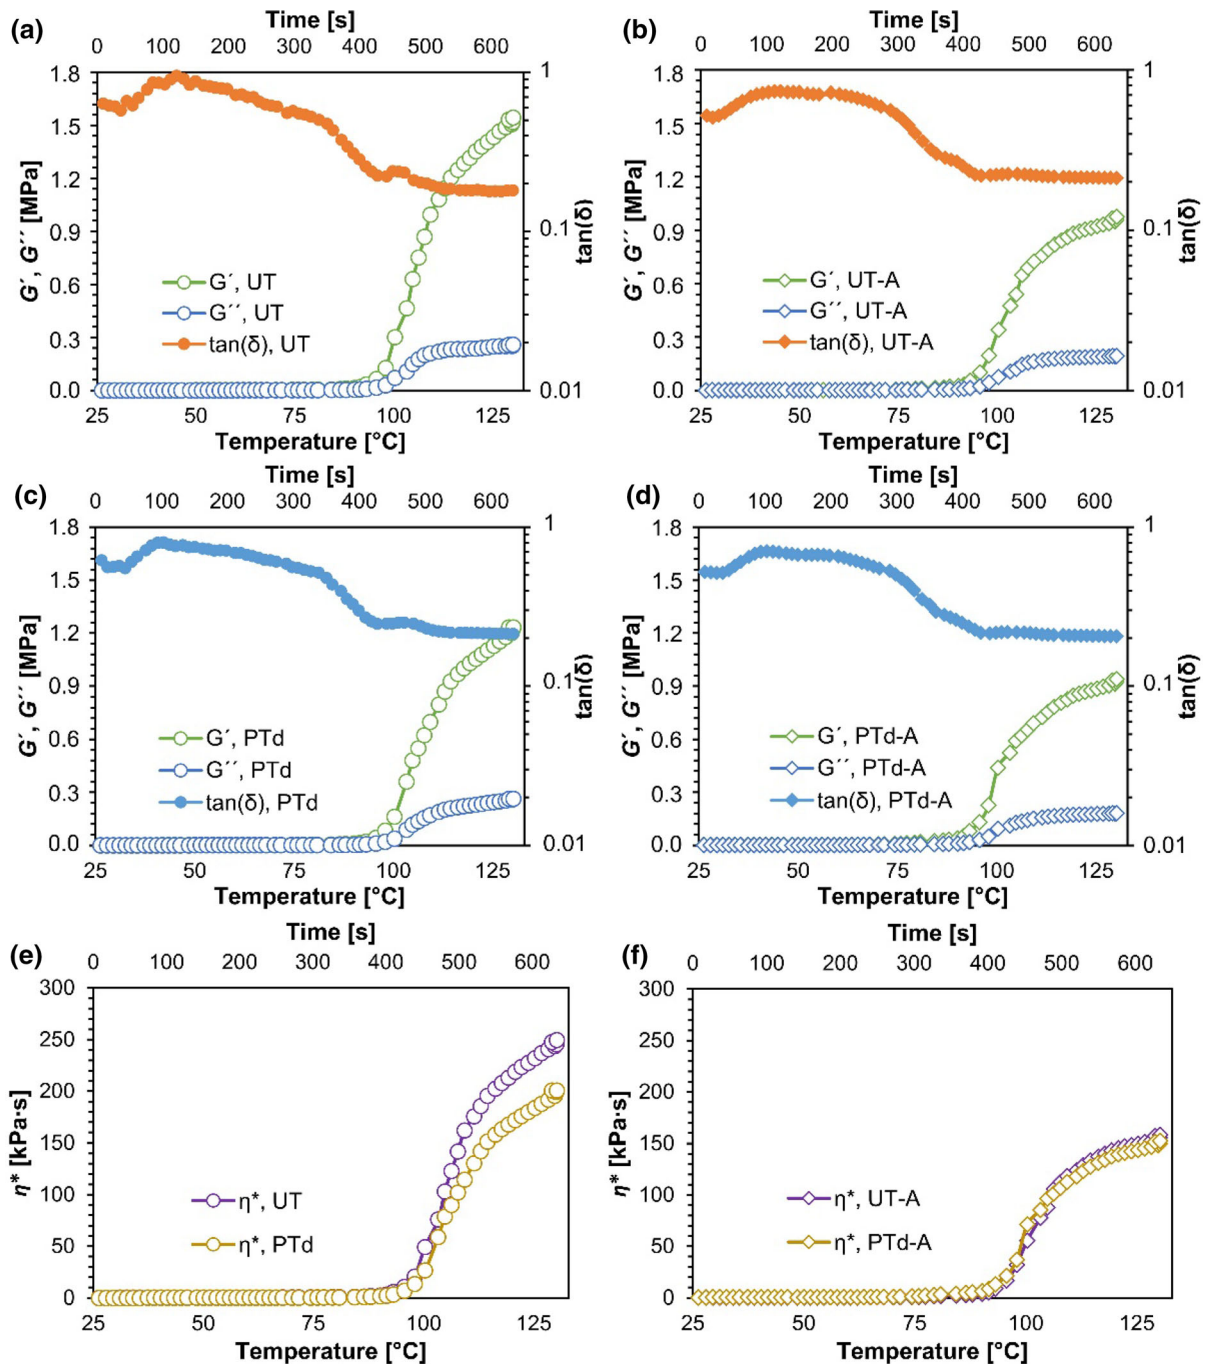 (a)
Time [s]
0 100 200 300 400 500 600
1.8
1.5
1.2
0.9
0.6
0.3
0.0
G´, G´´ [MPa]
1
0.1
0.01
tan(δ)
G´, UT
G´´, UT
tan(δ), UT
25 50 75 100 125
Temperature [°C]
(b)
Time [s]
0 100 200 300 400 500 600
1.8
1.5
1.2
0.9
0.6
0.3
0.0
G´, G´´ [MPa]
1
0.1
0.01
tan(δ)
G´, UT-A
G´´, UT-A
tan(δ), UT-A
25 50 75 100 125
Temperature [°C]
(c)
Time [s]
0 100 200 300 400 500 600
1.8
1.5
1.2
0.9
0.6
0.3
0.0
G´, G´´ [MPa]
1
0.1
0.01
tan(δ)
G´, PTd
G´´, PTd
tan(δ), PTd
25 50 75 100 125
Temperature [°C]
(d)
Time [s]
0 100 200 300 400 500 600
1.8
1.5
1.2
0.9
0.6
0.3
0.0
G´, G´´ [MPa]
1
0.1
0.01
tan(δ)
G´, PTd-A
G´´, PTd-A
tan(δ), PTd-A
25 50 75 100 125
Temperature [°C]
(e)
Time [s]
0 100 200 300 400 500 600
300
250
200
150
100
50
0
η* [kPa·s]
η*, UT
η*, PTd
25 50 75 100 125
Temperature [°C]
(f)
Time [s]
0 100 200 300 400 500 600
300
250
200
150
100
50
0
η* [kPa·s]
η*, UT-A
η*, PTd-A
25 50 75 100 125
Temperature [°C]